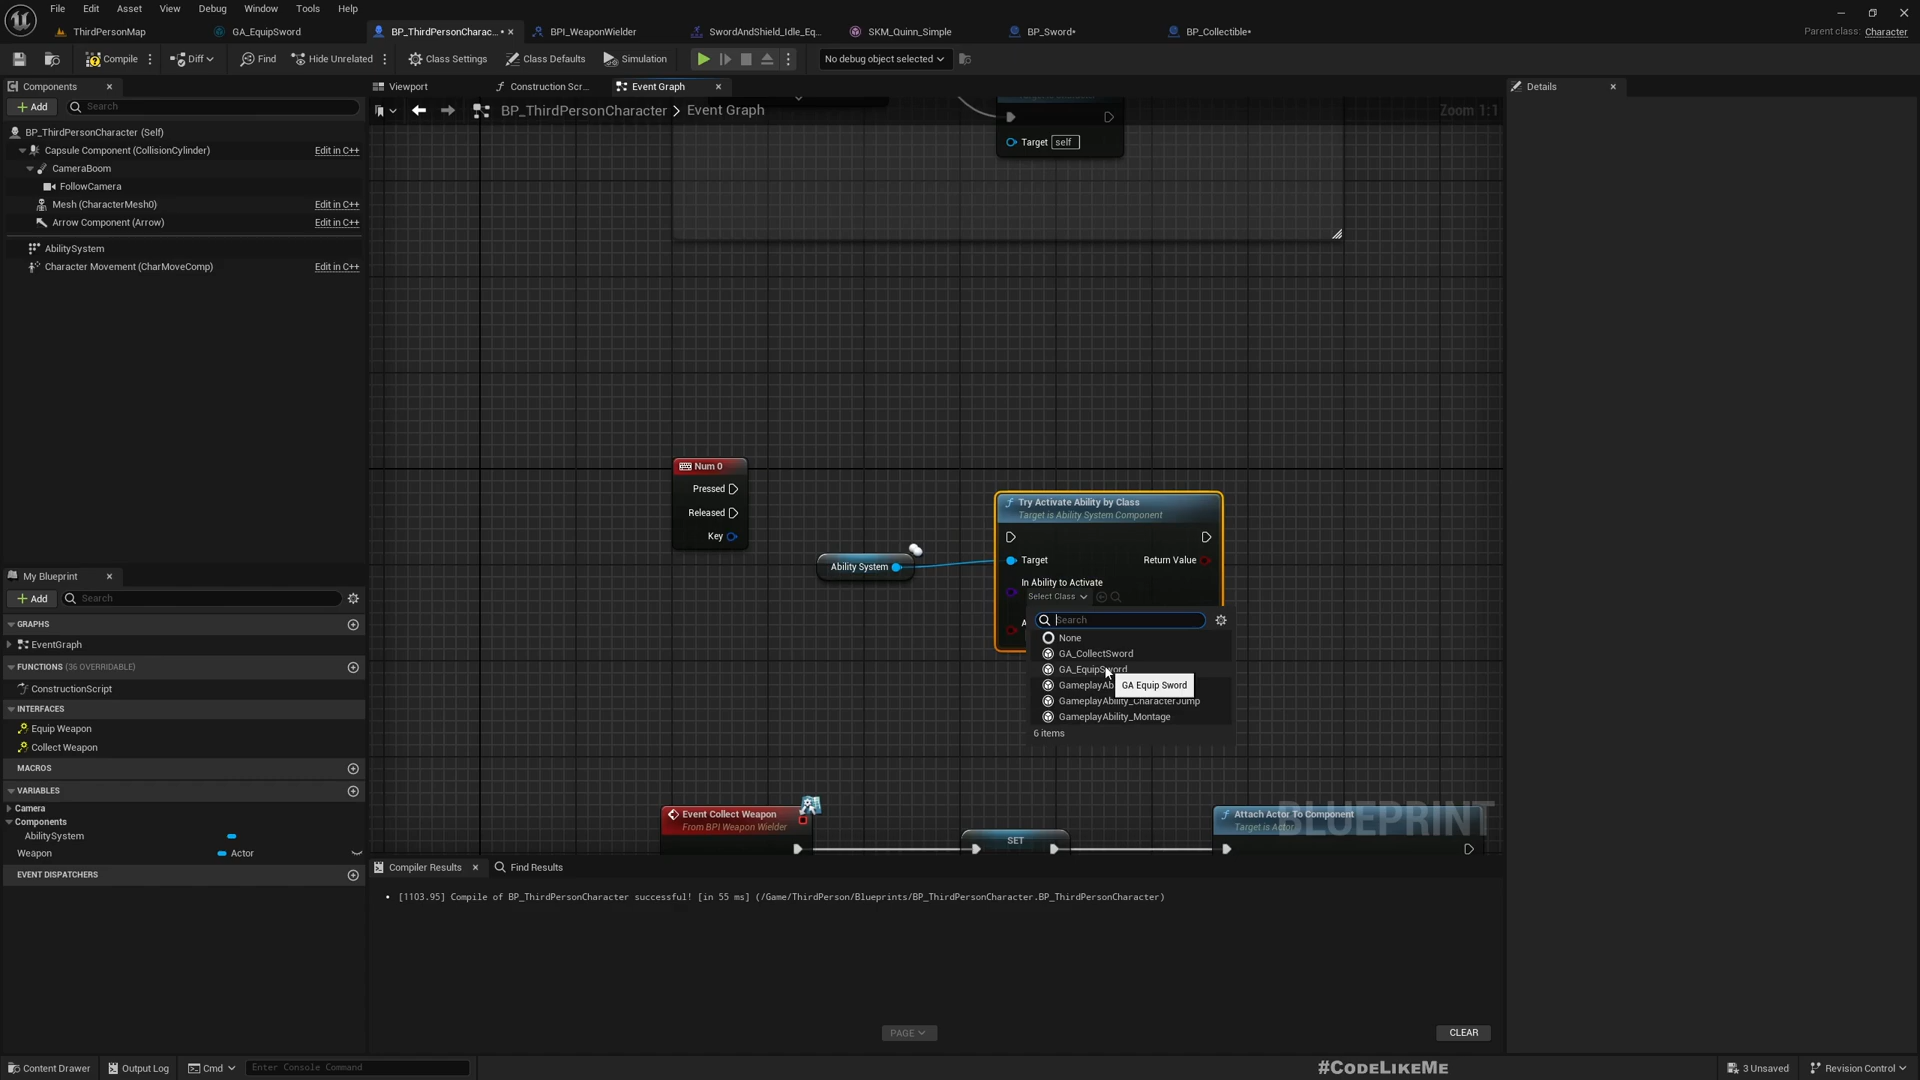 File Edit Asset View Debug Window Tools Help
ThirdPersonMap GA_EquipSword BP_ThirdPersonCharac...• BPI_WeaponWielder SwordAndShield_Idle_Eq... SKM_Quinn_Simple BP_Sword• BP_Collectible• Parent class: Character
Compile Diff Find Hide Unrelated Class Settings Class Defaults Simulation No debug object selected
Components Viewport Construction Scr... Event Graph Details
Add Search BP_ThirdPersonCharacter > Event Graph Zoom 1:1
BP_ThirdPersonCharacter (Self)
Capsule Component (CollisionCylinder) Edit in C++
CameraBoom
FollowCamera
Mesh (CharacterMesh0) Edit in C++
Arrow Component (Arrow) Edit in C++
AbilitySystem
Character Movement (CharMoveComp) Edit in C++
Target self
Num 0
Pressed
Released
Key
Ability System
Try Activate Ability by Class
Target is Ability System Component
Target Return Value
In Ability to Activate
Select Class
A
Search
None
GA_CollectSword
GA_EquipSword
GameplayAb
GA Equip Sword
GameplayAbility_CharacterJump
GameplayAbility_Montage
6 items
Event Collect Weapon
From BPI Weapon Wielder
SET
Attach Actor To Component
Target is Actor
BLUEPRINT
My Blueprint
Add Search
GRAPHS
EventGraph
FUNCTIONS (36 OVERRIDABLE)
ConstructionScript
INTERFACES
Equip Weapon
Collect Weapon
MACROS
VARIABLES
Camera
Components
AbilitySystem
Weapon Actor
EVENT DISPATCHERS
Compiler Results Find Results
• [1103.95] Compile of BP_ThirdPersonCharacter successful! [in 55 ms] (/Game/ThirdPerson/Blueprints/BP_ThirdPersonCharacter.BP_ThirdPersonCharacter)
PAGE CLEAR
Content Drawer Output Log Cmd Enter Console Command #CODELIKEME 3 Unsaved Revision Control